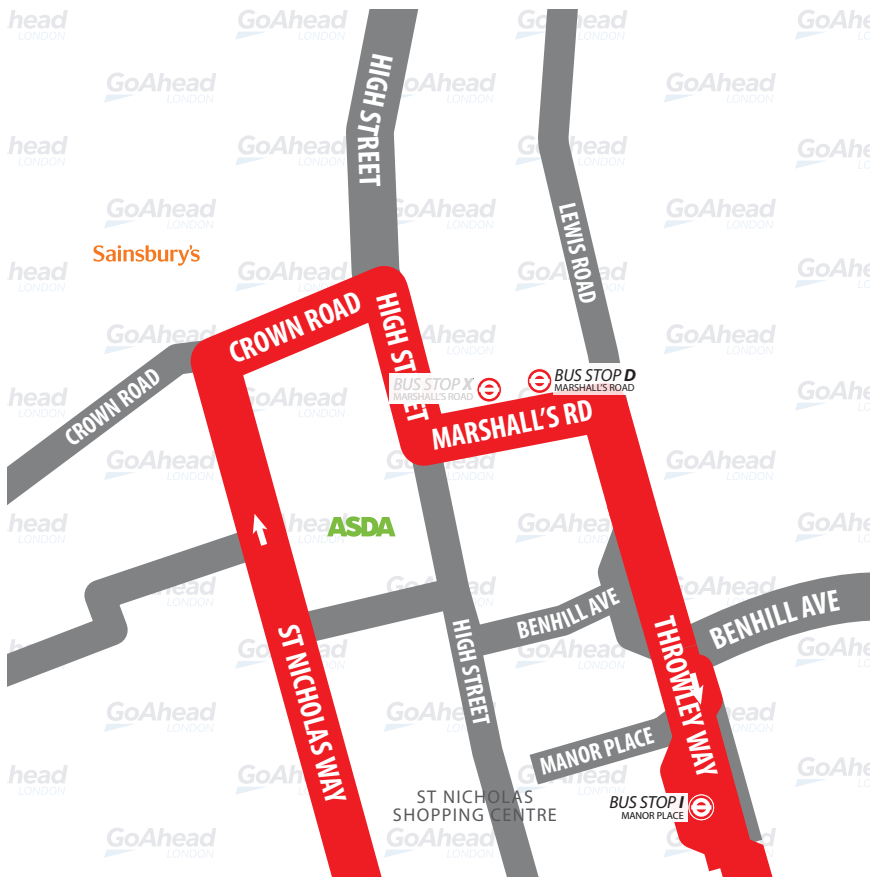 HIGH STREET
LEWIS ROAD
Sainsbury's
CROWN ROAD
HIGH STREET
CROWN ROAD
BUS STOP X
MARSHALL'S ROAD
BUS STOP D
MARSHALL'S ROAD
MARSHALL'S RD
ASDA
BENHILL AVE
BENHILL AVE
HIGH STREET
ST NICHOLAS WAY
THROWLEY WAY
MANOR PLACE
ST NICHOLAS
SHOPPING CENTRE
BUS STOP I
MANOR PLACE
GoAhead
LONDON